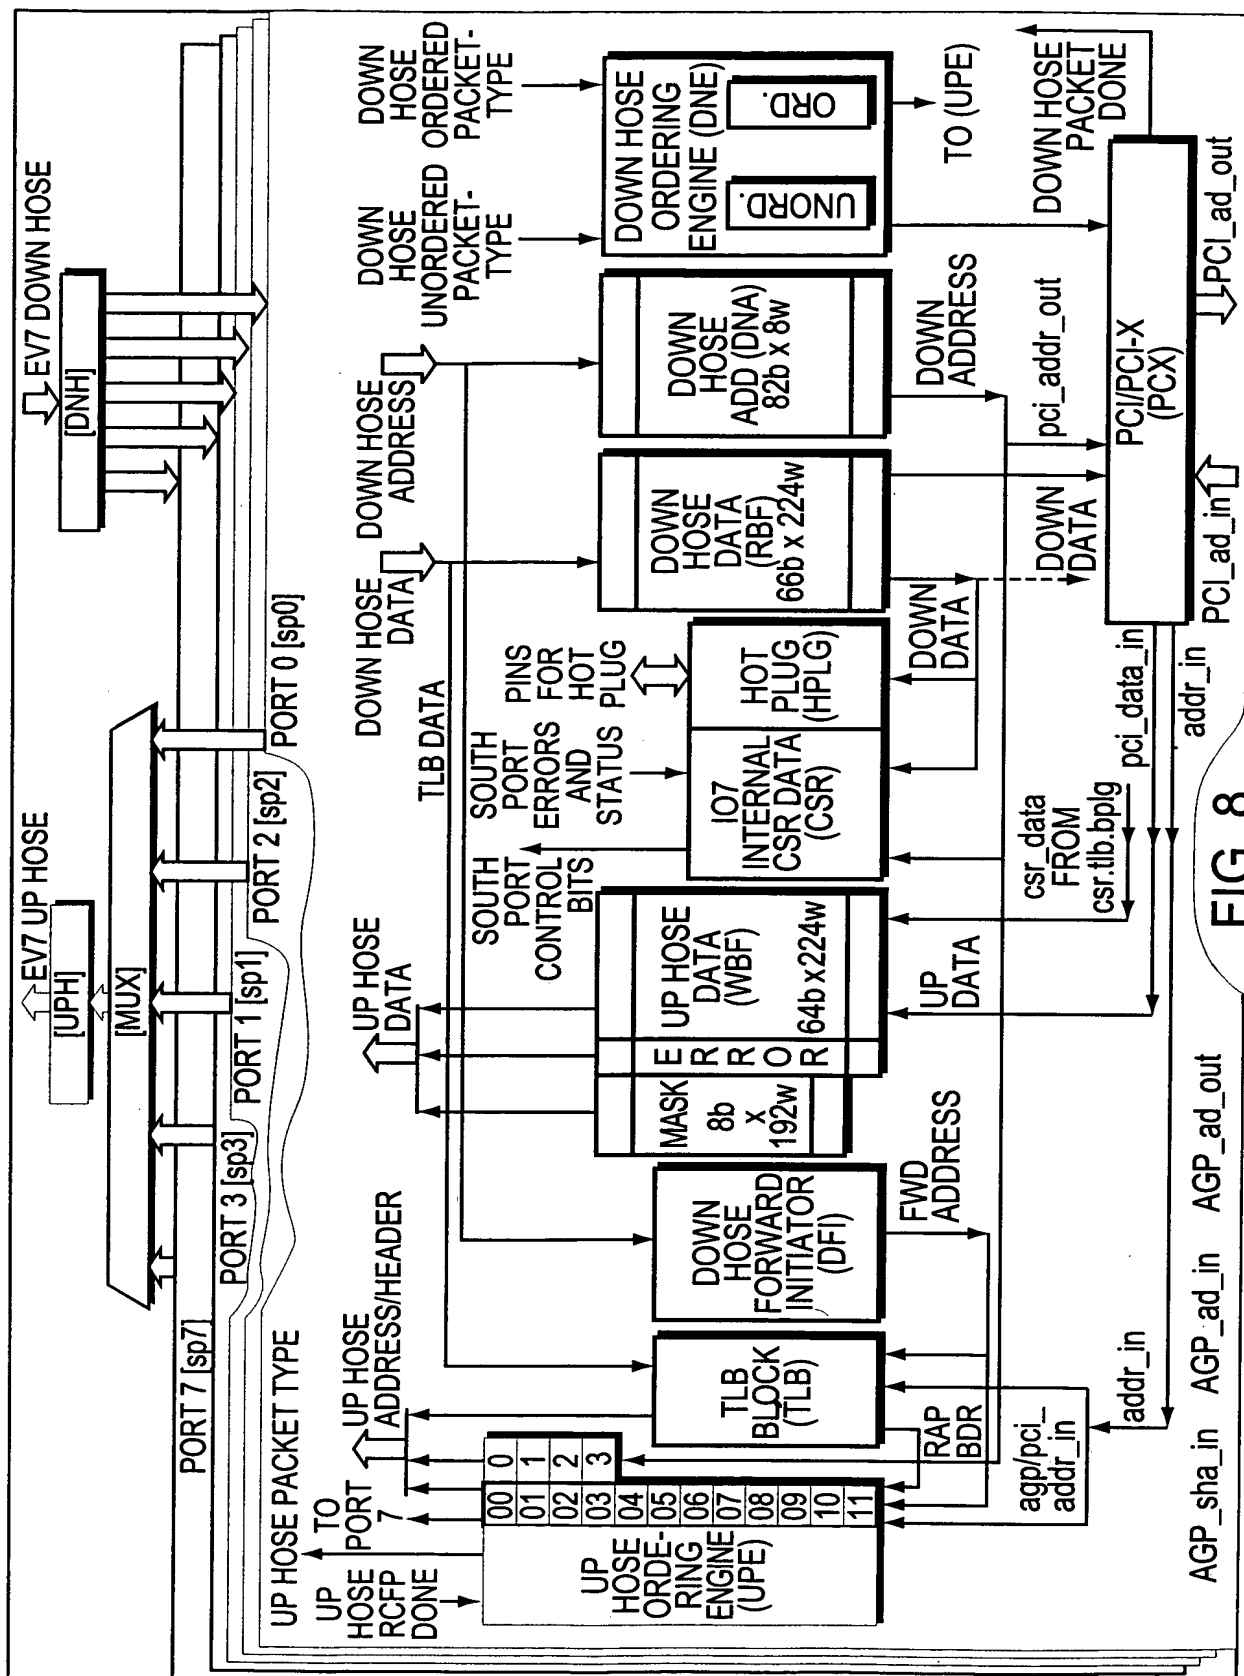 EV7 UP HOSE
[UPH]
[MUX]
EV7 DOWN HOSE
[DNH]
PORT 7 [sp7]
PORT 3 [sp3]
PORT 1 [sp1]
PORT 2 [sp2]
PORT 0 [sp0]
UP HOSE PACKET TYPE
UP
HOSE
RCFP
DONE
TO
PORT
7
UP HOSE
ADDRESS/HEADER
UP HOSE
DATA
TLB DATA
SOUTH
PORT
CONTROL
BITS
SOUTH
PORT
ERRORS
AND
STATUS
PINS
FOR
HOT
PLUG
DOWN HOSE
DATA
DOWN HOSE
ADDRESS
DOWN
HOSE
UNORDERED
PACKET-
TYPE
DOWN
HOSE
ORDERED
PACKET-
TYPE
UP
HOSE
ORDE-
RING
ENGINE
(UPE)
00
01
02
03
04
05
06
07
08
09
10
11
0
1
2
3
TLB
BLOCK
(TLB)
DOWN
HOSE
FORWARD
INITIATOR
(DFI)
MASK
8b
x
192w
E
R
R
O
R
UP HOSE
DATA
(WBF)
64b x224w
IO7
INTERNAL
CSR DATA
(CSR)
HOT
PLUG
(HPLG)
DOWN
HOSE
DATA
(RBF)
66b x 224w
DOWN
HOSE
ADD (DNA)
82b x 8w
DOWN HOSE
ORDERING
ENGINE (DNE)
UNORD.
ORD.
RAP
BDR
FWD
ADDRESS
UP
DATA
csr_data
FROM
csr.tlb.bplg
DOWN
DATA
DOWN
ADDRESS
TO (UPE)
agp/pci_
addr_in
addr_in
pci_data_in
addr_in
DOWN
DATA
pci_addr_out
PCI/PCI-X
(PCX)
DOWN HOSE
PACKET
DONE
AGP_sha_in
AGP_ad_in
AGP_ad_out
PCI_ad_in
PCI_ad_out
FIG. 8